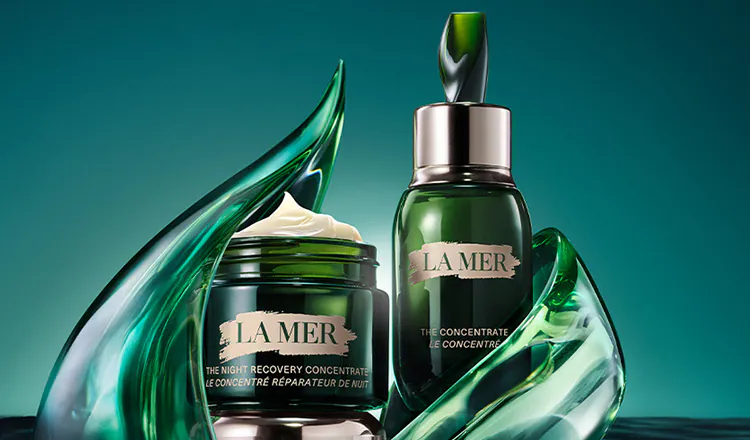 LA MER
THE NIGHT RECOVERY CONCENTRATE
LE CONCENTRÉ RÉPARATEUR DE NUIT
LA MER
THE CONCENTRATE
LE CONCENTRÉ